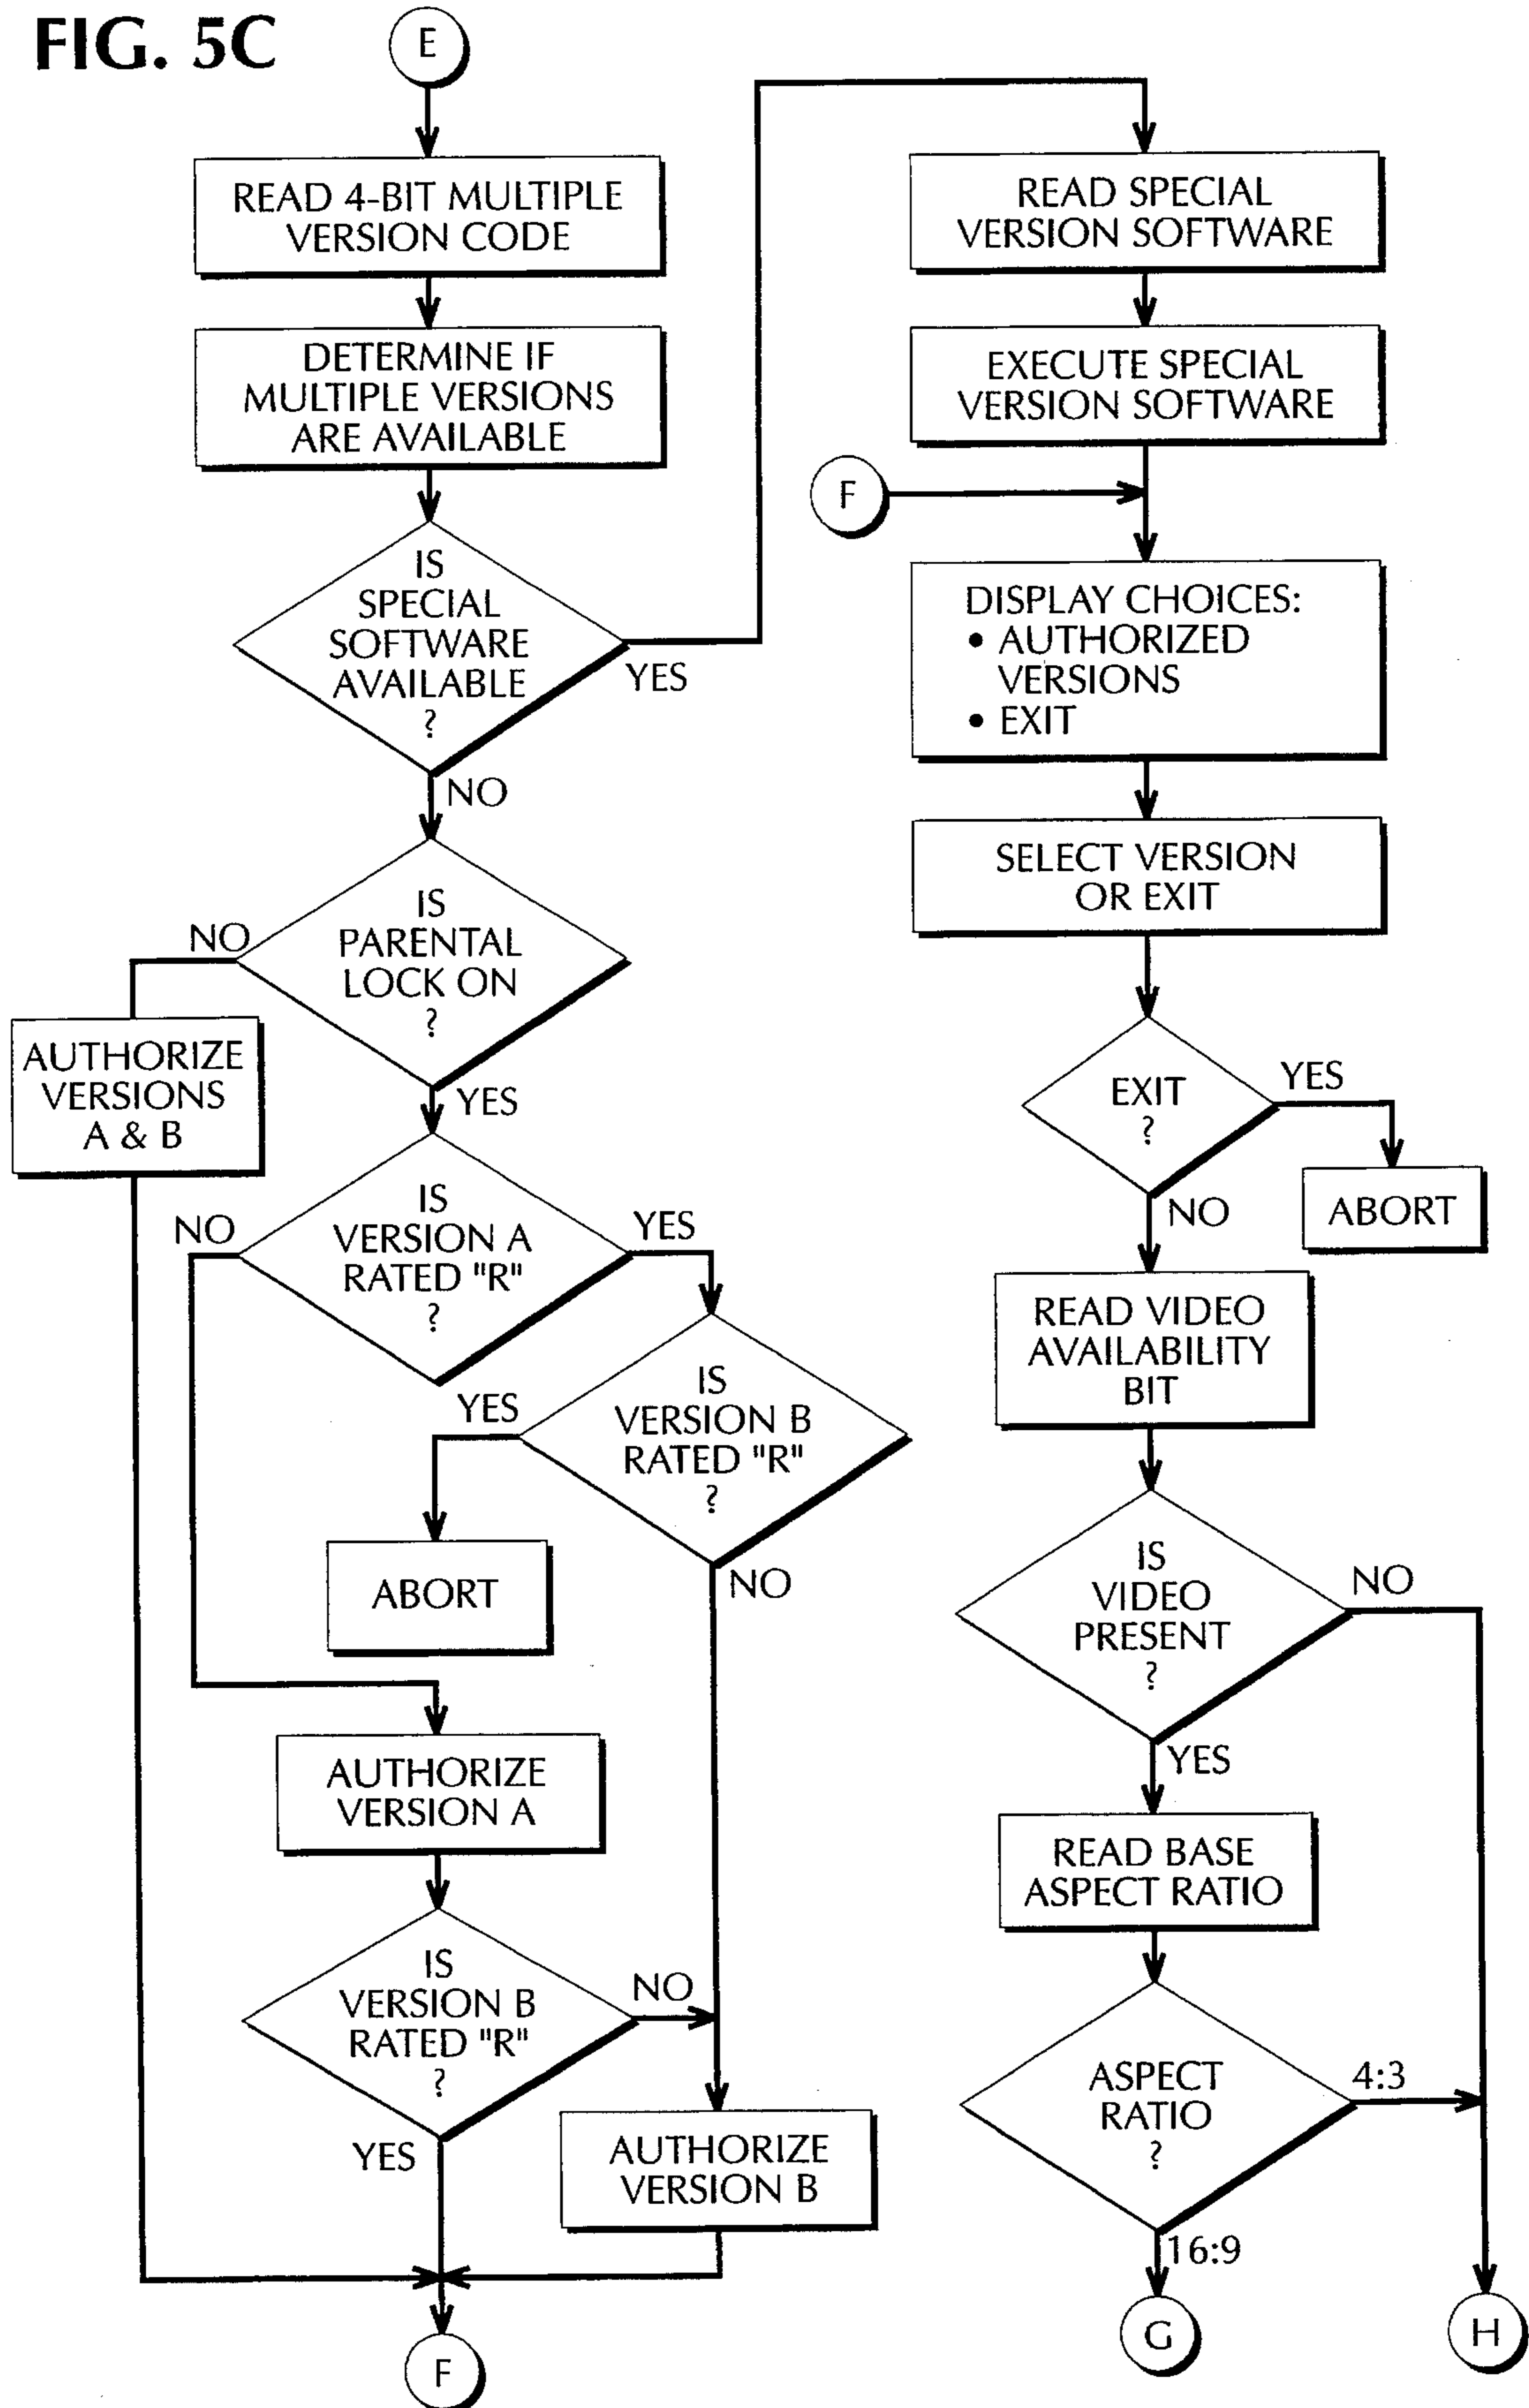 FIG. 5C
E
READ 4-BIT MULTIPLE
VERSION CODE
DETERMINE IF
MULTIPLE VERSIONS
ARE AVAILABLE
IS
SPECIAL
SOFTWARE
AVAILABLE
?
YES
NO
IS
PARENTAL
LOCK ON
?
NO
AUTHORIZE
VERSIONS
A & B
YES
IS
VERSION A
RATED "R"
?
NO
YES
IS
VERSION B
RATED "R"
?
YES
ABORT
NO
AUTHORIZE
VERSION A
IS
VERSION B
RATED "R"
?
NO
YES
AUTHORIZE
VERSION B
F
READ SPECIAL
VERSION SOFTWARE
EXECUTE SPECIAL
VERSION SOFTWARE
F
DISPLAY CHOICES:
• AUTHORIZED
VERSIONS
• EXIT
SELECT VERSION
OR EXIT
EXIT
?
YES
ABORT
NO
READ VIDEO
AVAILABILITY
BIT
IS
VIDEO
PRESENT
?
NO
YES
READ BASE
ASPECT RATIO
ASPECT
RATIO
?
4:3
16:9
G
H